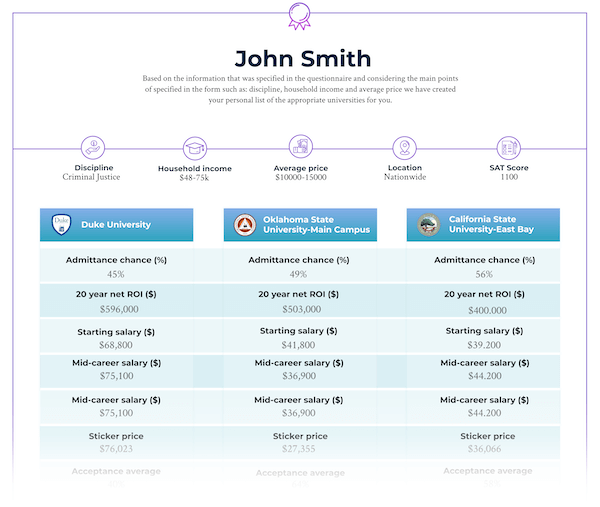 John Smith
Based on the information that was specified in the questionnaire and considering the main points
of specified in the form such as: discipline, household income and average price we have created
your personal list of the appropriate universities for you.
Discipline
Criminal Justice
Household income
$48-75k
Average price
$10000-15000
Location
Nationwide
SAT Score
1100
Duke
Duke University
Oklahoma State
University-Main Campus
California State
University-East Bay
Admittance chance (%)
45%
Admittance chance (%)
49%
Admittance chance (%)
56%
20 year net ROI ($)
$596,000
20 year net ROI ($)
$503,000
20 year net ROI ($)
$400.000
Starting salary ($)
$68,800
Starting salary ($)
$41,800
Starting salary ($)
$39.200
Mid-career salary ($)
$75,100
Mid-career salary ($)
$36,900
Mid-career salary ($)
$44.200
Mid-career salary ($)
$75,100
Mid-career salary ($)
$36,900
Mid-career salary ($)
$44.200
Sticker price
$76,023
Sticker price
$27,355
Sticker price
$36,066
Acceptance average
Acceptance average
Acceptance average